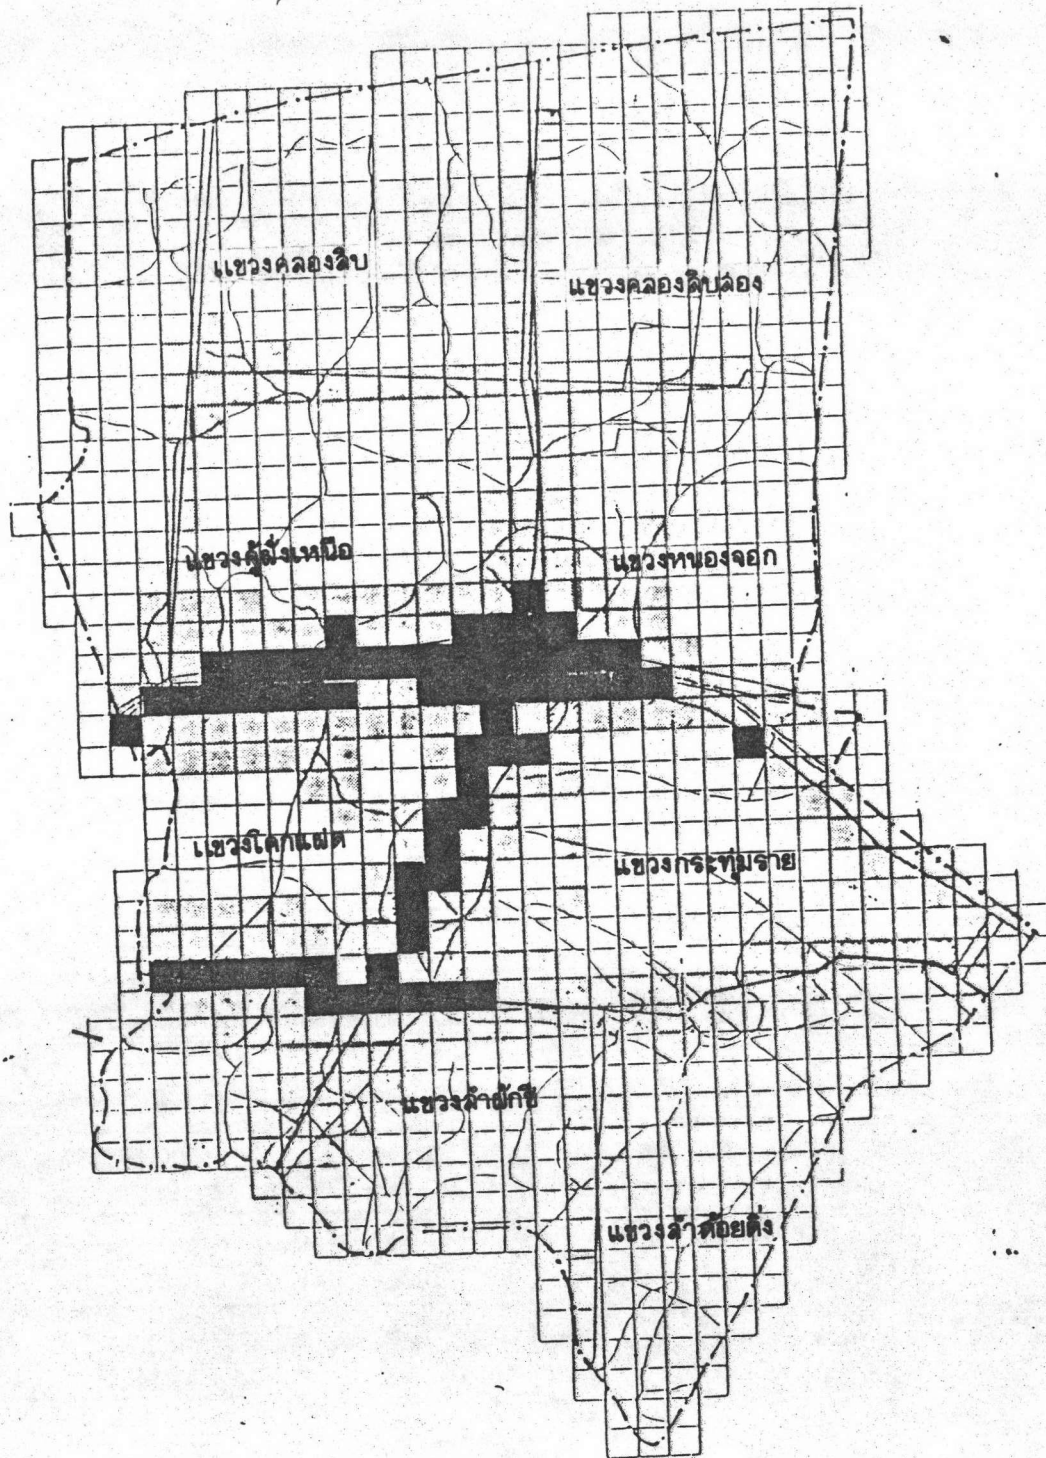 แขวงคลองสิบ
แขวงคลองสิบสอง
แขวงคู้ฝั่งเหนือ
แขวงหนองจอก
แขวงโคกแฝด
แขวงกระทุ่มราย
แขวงลำผักชี
แขวงลำต้อยติ่ง